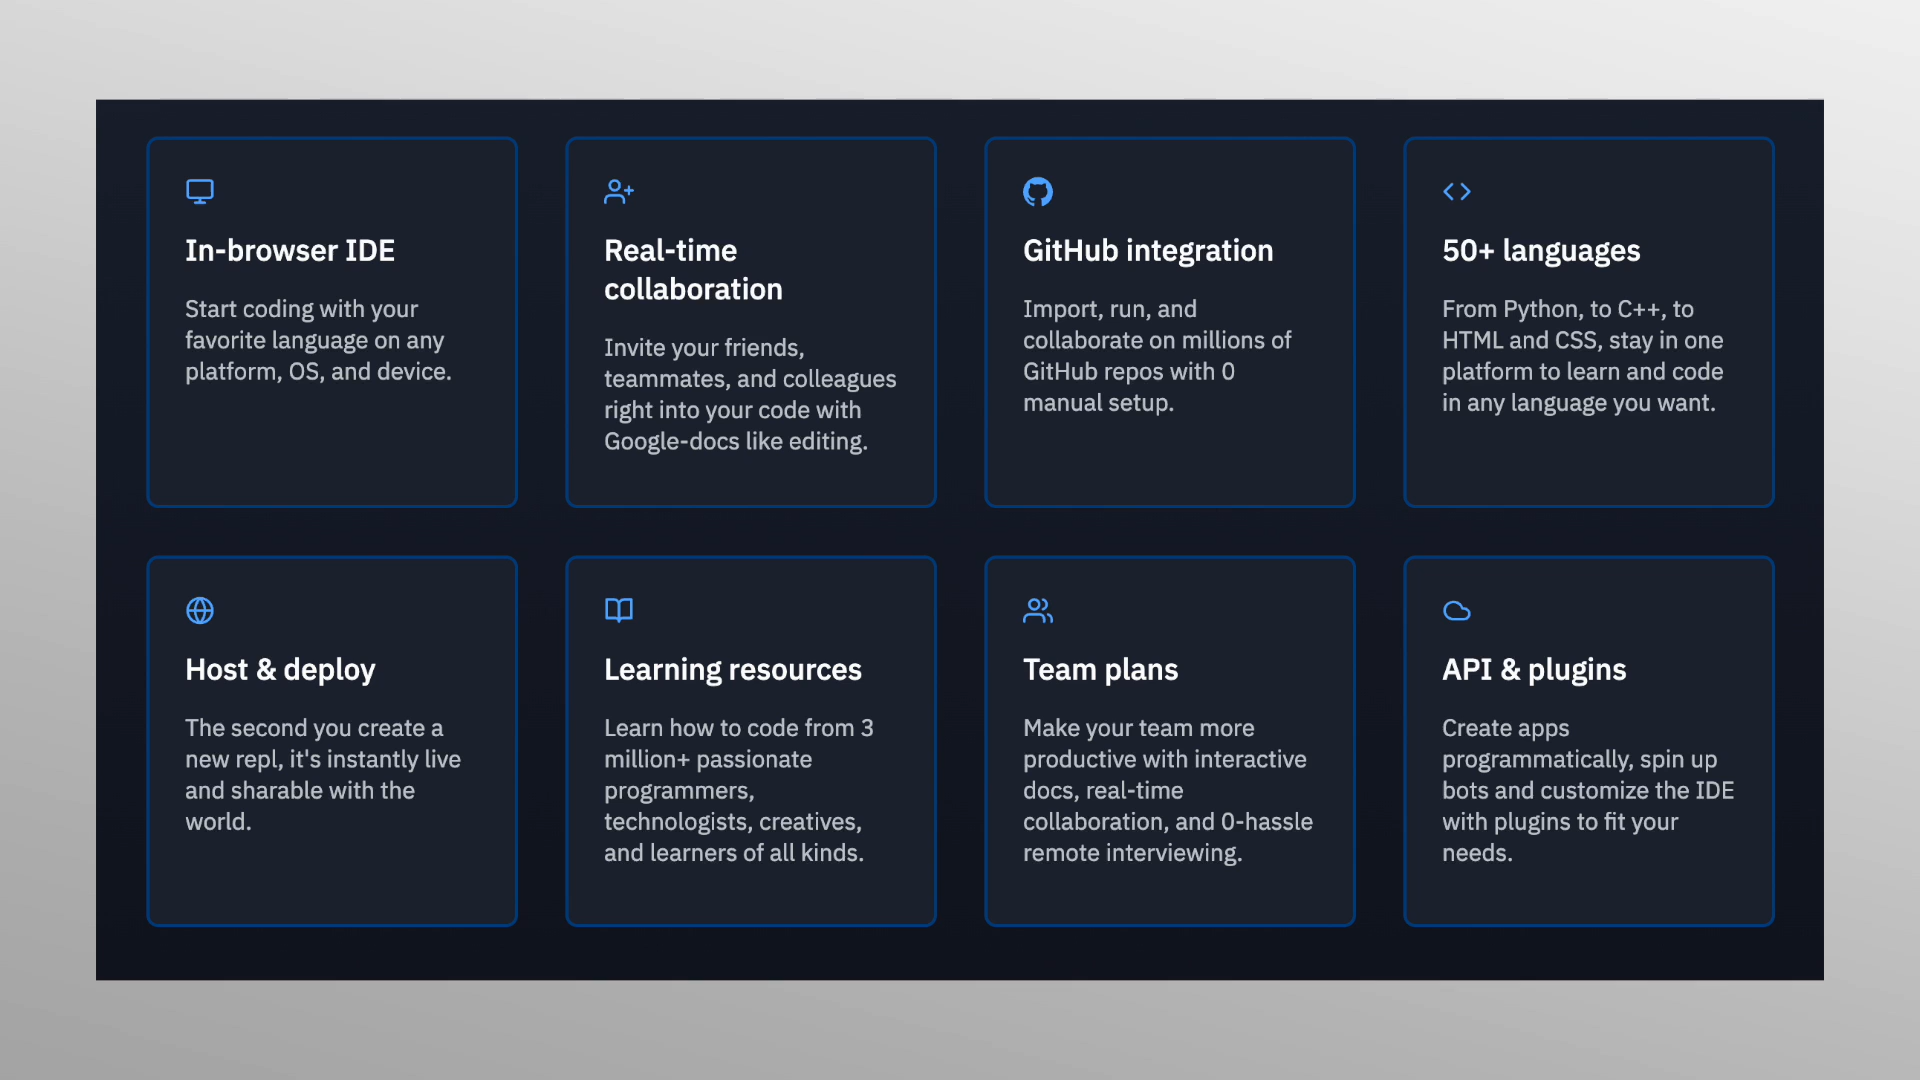 In-browser IDE
Start coding with your
favorite language on any
platform, OS, and device.
Real-time
collaboration
Invite your friends,
teammates, and colleagues
right into your code with
Google-docs like editing.
GitHub integration
Import, run, and
collaborate on millions of
GitHub repos with 0
manual setup.
50+ languages
From Python, to C++, to
HTML and CSS, stay in one
platform to learn and code
in any language you want.
Host & deploy
The second you create a
new repl, it's instantly live
and sharable with the
world.
Learning resources
Learn how to code from 3
million+ passionate
programmers,
technologists, creatives,
and learners of all kinds.
Team plans
Make your team more
productive with interactive
docs, real-time
collaboration, and 0-hassle
remote interviewing.
API & plugins
Create apps
programmatically, spin up
bots and customize the IDE
with plugins to fit your
needs.